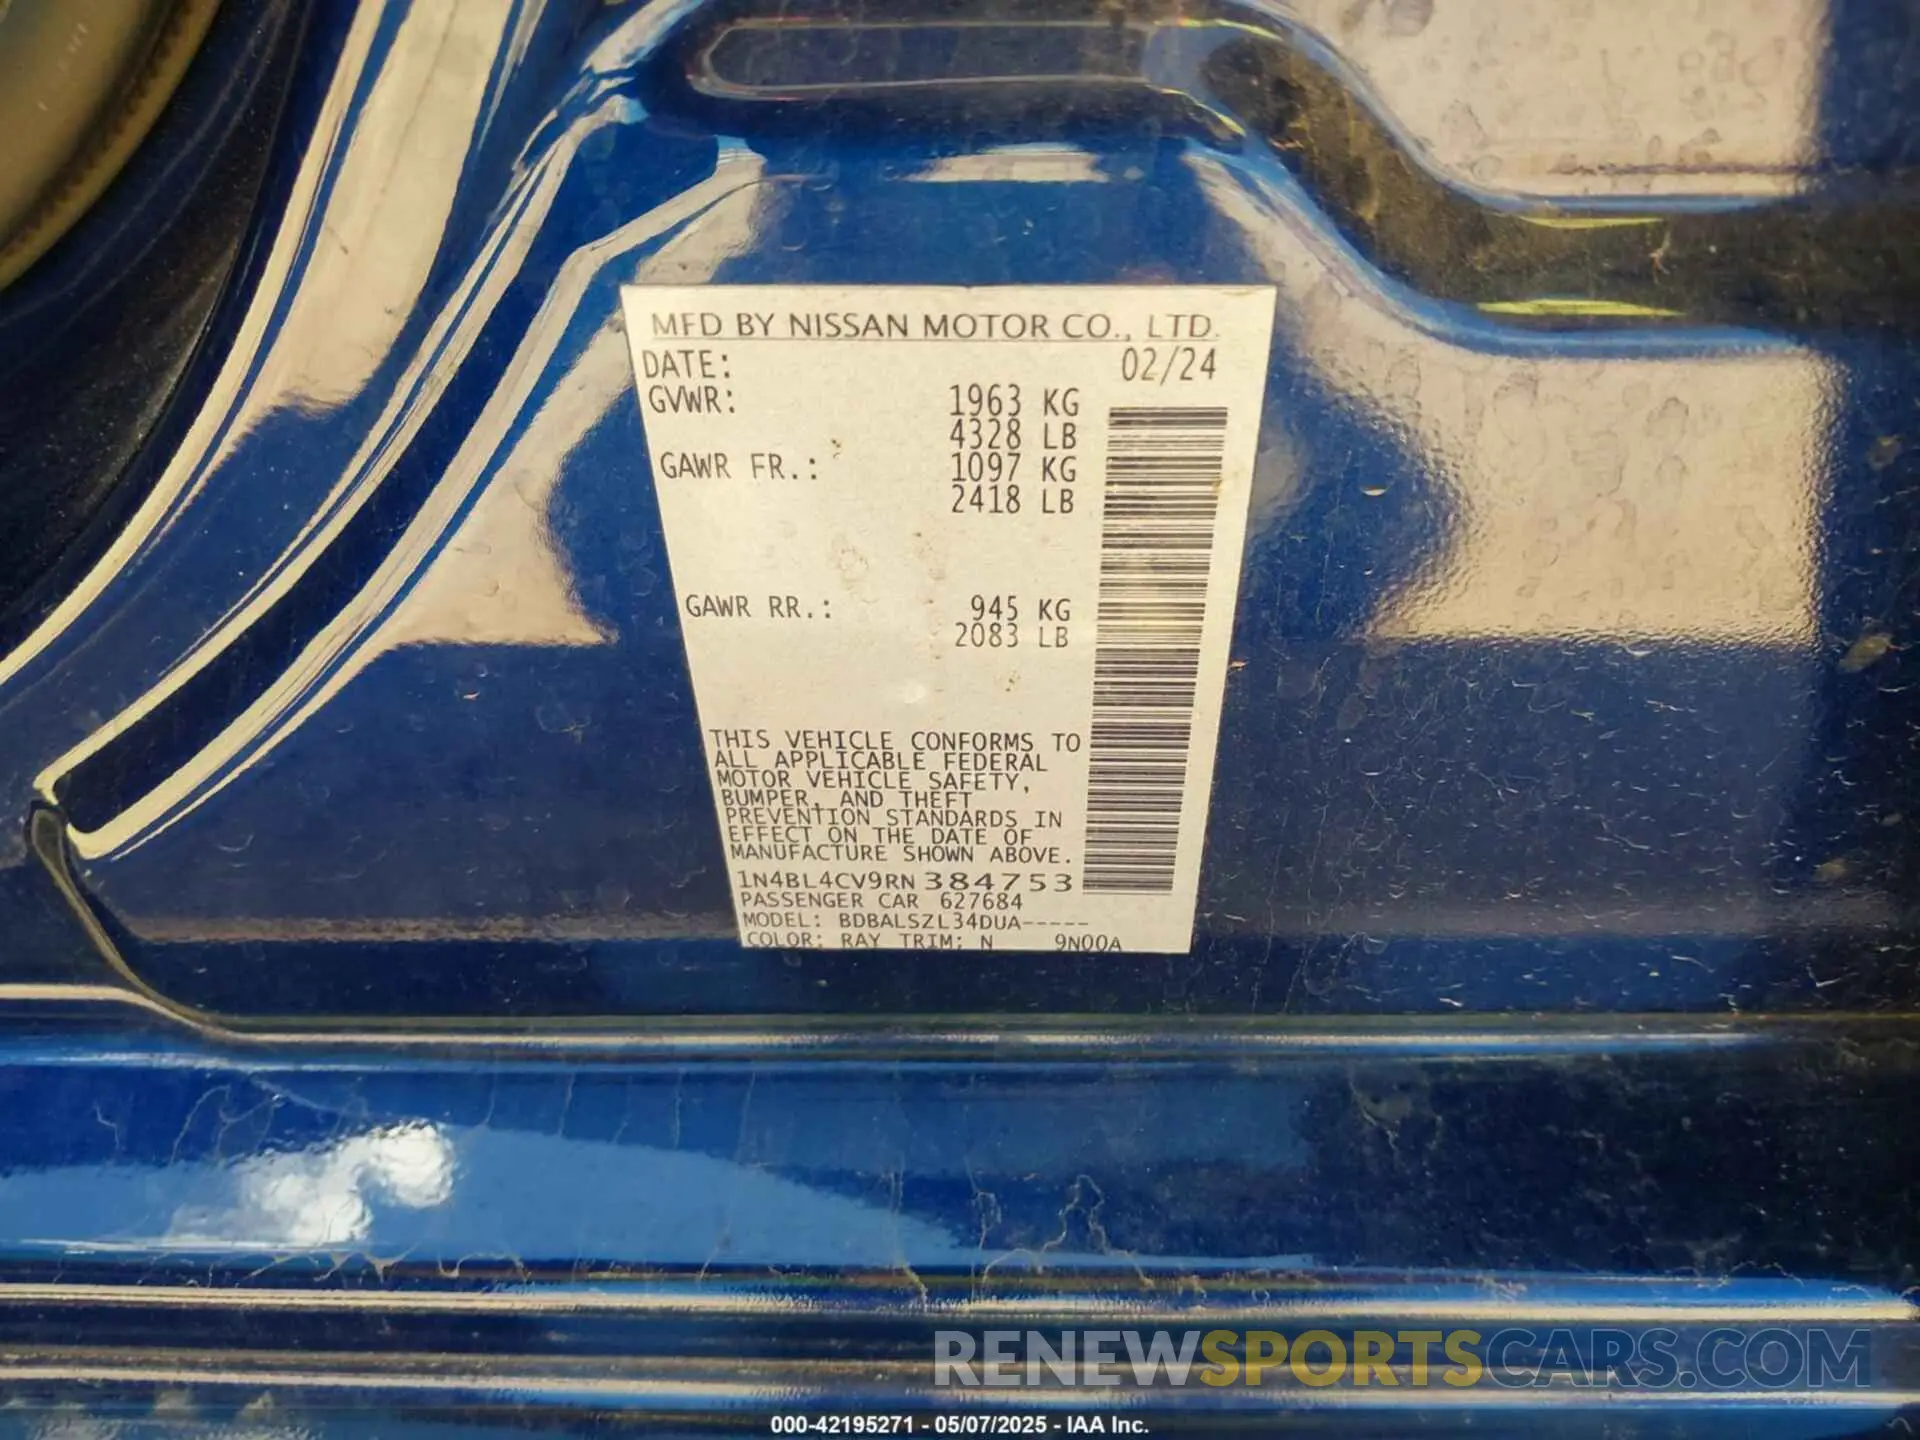 MFD BY NISSAN MOTOR CO., LTD.
DATE: 02/24
GVWR: 1963 KG
4328 LB
GAWR FR.: 1097 KG
2418 LB
GAWR RR.: 945 KG
2083 LB
THIS VEHICLE CONFORMS TO
ALL APPLICABLE FEDERAL
MOTOR VEHICLE SAFETY,
BUMPER, AND THEFT
PREVENTION STANDARDS IN
EFFECT ON THE DATE OF
MANUFACTURE SHOWN ABOVE.
1N4BL4CV9RN384753
PASSENGER CAR 627684
MODEL: BDBALSZL34DUA-----
COLOR: RAY TRIM: N 9N00A
RENEWSPORTSCARS.COM
000-42195271 - 05/07/2025 - IAA Inc.